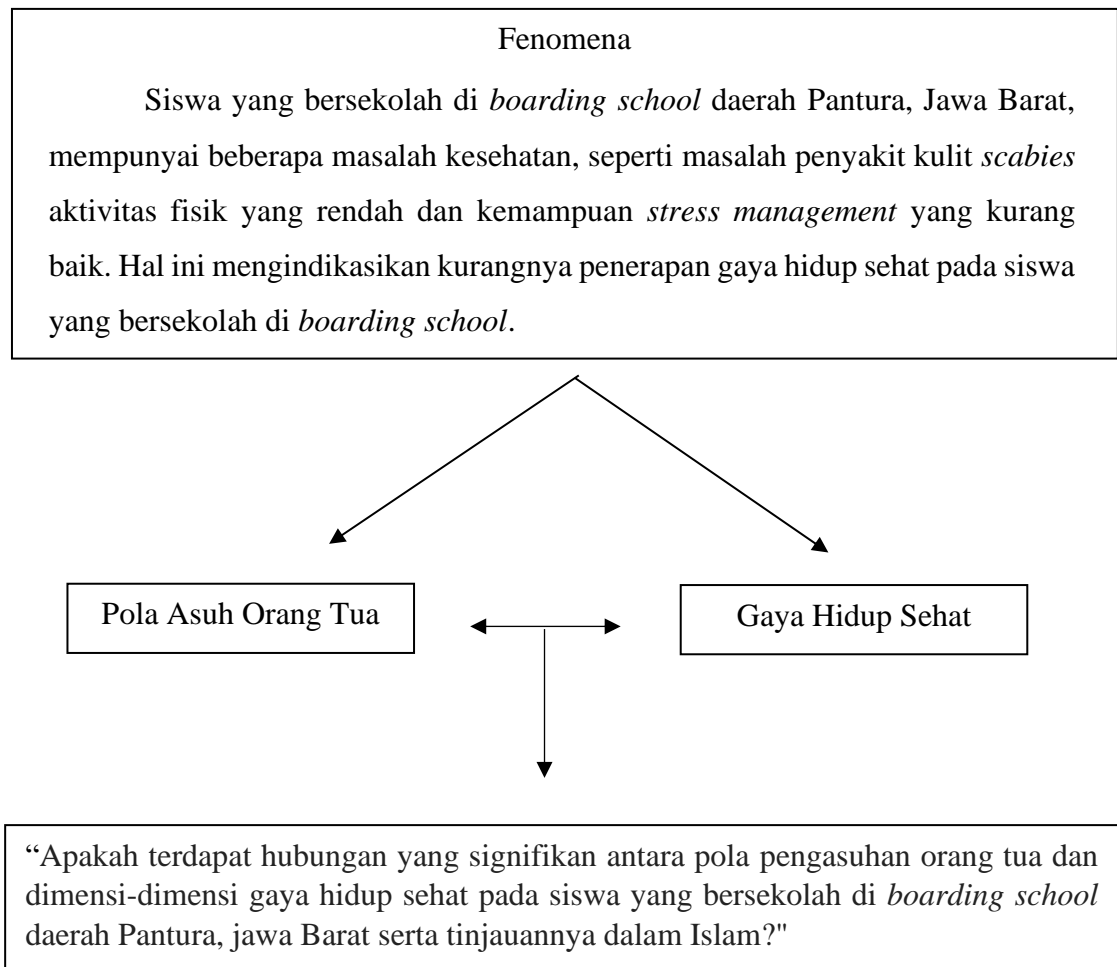 Fenomena
Siswa yang bersekolah di boarding school daerah Pantura, Jawa Barat,
mempunyai beberapa masalah kesehatan, seperti masalah penyakit kulit scabies
aktivitas fisik yang rendah dan kemampuan stress management yang kurang
baik. Hal ini mengindikasikan kurangnya penerapan gaya hidup sehat pada siswa
yang bersekolah di boarding school.
Pola Asuh Orang Tua
Gaya Hidup Sehat
“Apakah terdapat hubungan yang signifikan antara pola pengasuhan orang tua dan
dimensi-dimensi gaya hidup sehat pada siswa yang bersekolah di boarding school
daerah Pantura, jawa Barat serta tinjauannya dalam Islam?"